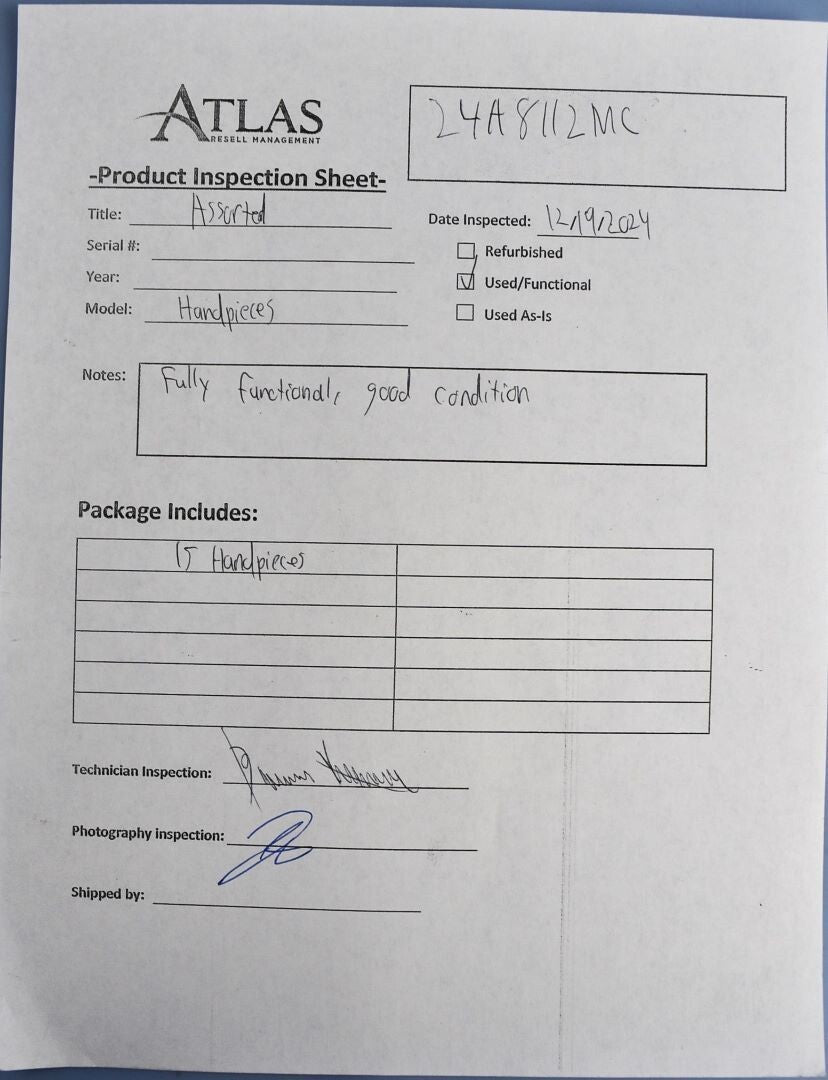 24A8112MC
ATLAS
RESELL MANAGEMENT
-Product Inspection Sheet-
Title: Assorted
Date Inspected: 12/19/2024
Serial #:
Refurbished
Year:
Used/Functional
Model: Handpieces
Used As-Is
Notes: Fully functional, good condition
Package Includes:
15 Handpieces
Technician Inspection:
Photography inspection:
Shipped by: